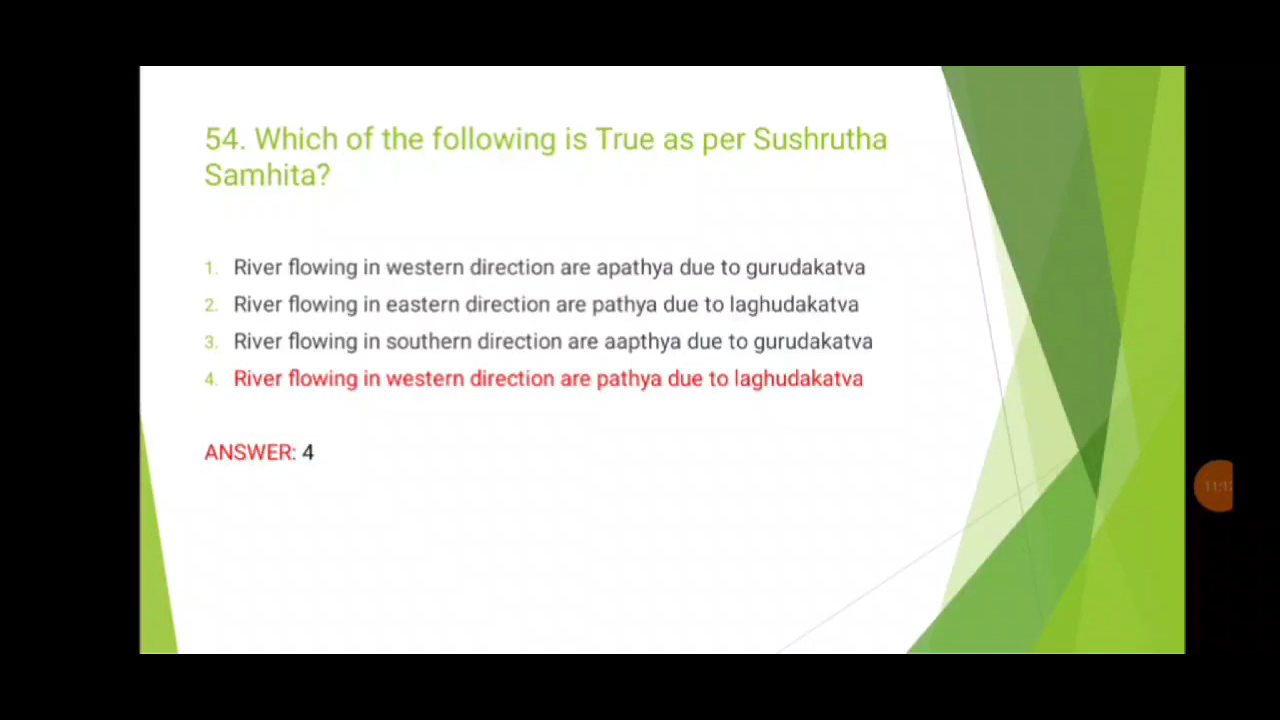 54. Which of the following is True as per Sushrutha
Samhita?
1. River flowing in western direction are apathya due to gurudakatva
2. River flowing in eastern direction are pathya due to laghudakatva
3. River flowing in southern direction are aapthya due to gurudakatva
4. River flowing in western direction are pathya due to laghudakatva
ANSWER: 4